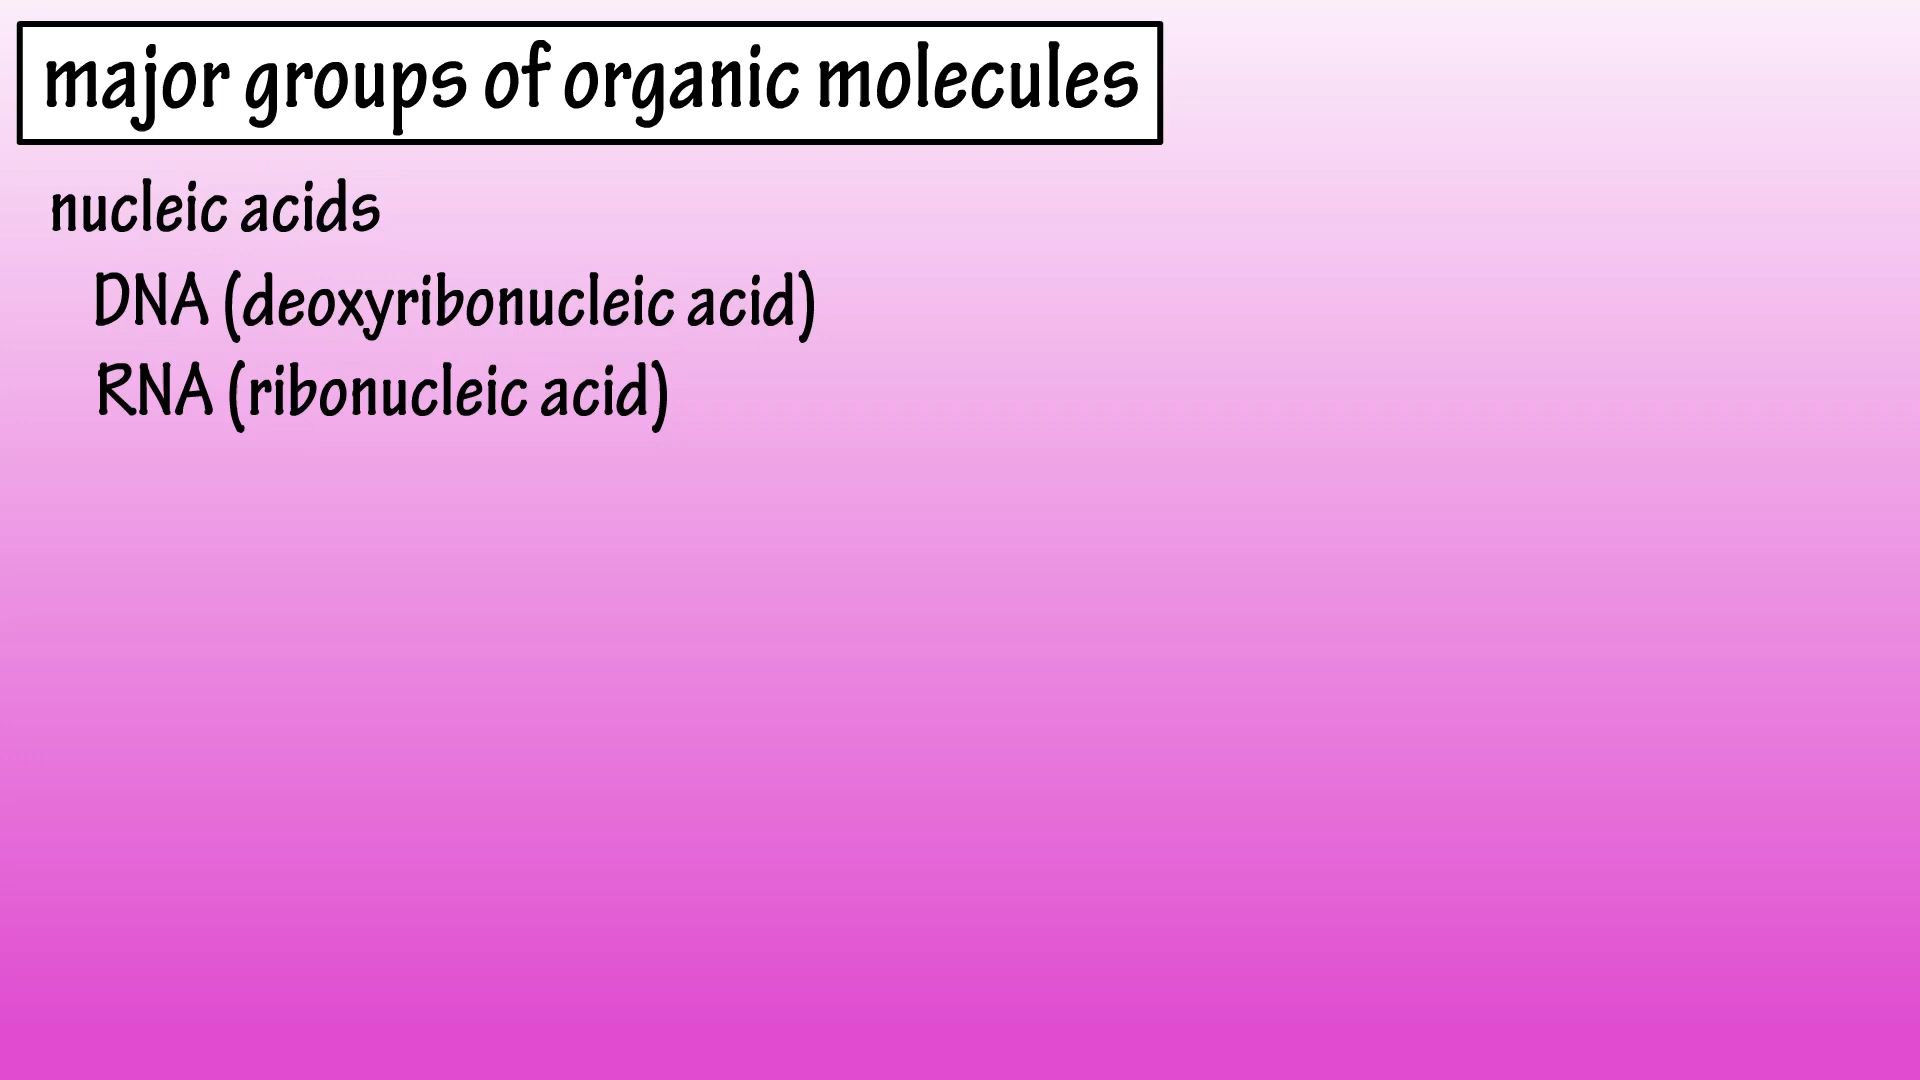 major groups of organic molecules
nucleic acids
DNA (deoxyribonucleic acid)
RNA (ribonucleic acid)